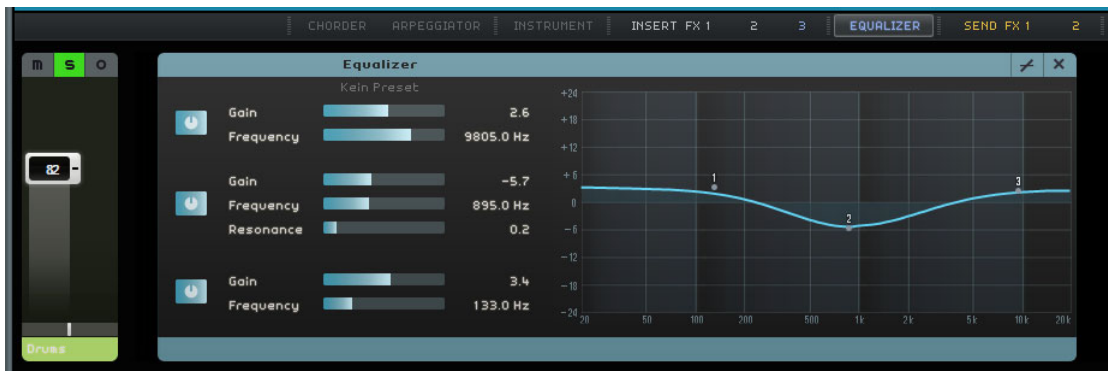 CHORDER ARPEGGIATOR INSTRUMENT INSERT FX 1 2 3 EQUALIZER SEND FX 1 2
M S O
Equalizer
Kein Preset
Gain 2.6
Frequency 9805.0 Hz
Gain -5.7
Frequency 895.0 Hz
Resonance 0.2
Gain 3.4
Frequency 133.0 Hz
82
Drums
+24
+18
+12
+6
0
-6
-12
-18
-24
1
2
3
20 50 100 200 500 1k 2k 5k 10k 20k